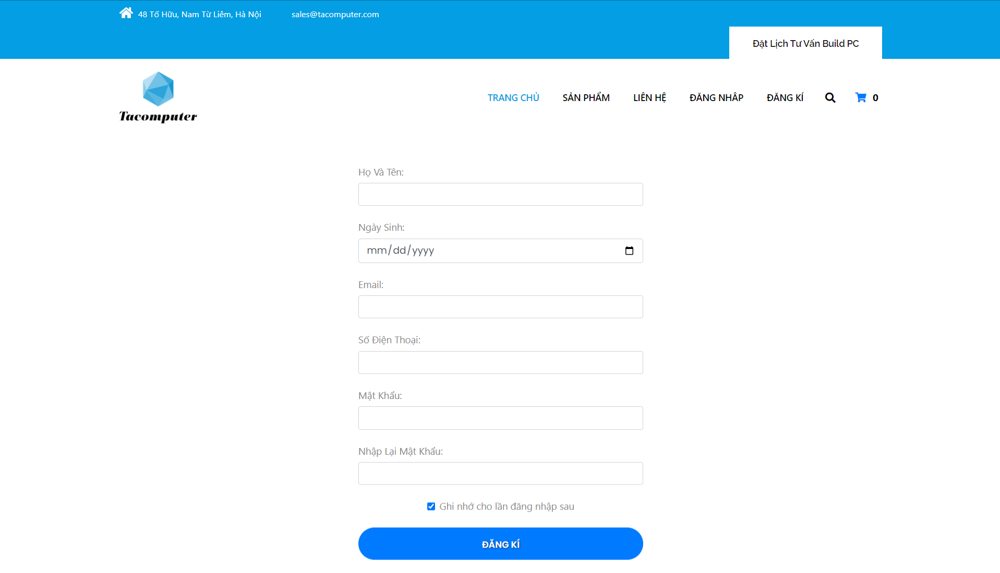 48 Tố Hữu, Nam Từ Liêm, Hà Nội
sales@tacomputer.com
Đặt Lịch Tư Vấn Build PC
Tacomputer
TRANG CHỦ
SẢN PHẨM
LIÊN HỆ
ĐĂNG NHÂP
ĐĂNG KÍ
0
Họ Và Tên:
Ngày Sinh:
mm/dd/yyyy
Email:
Số Điện Thoại:
Mật Khẩu:
Nhập Lại Mật Khẩu:
Ghi nhớ cho lần đăng nhập sau
ĐĂNG KÍ